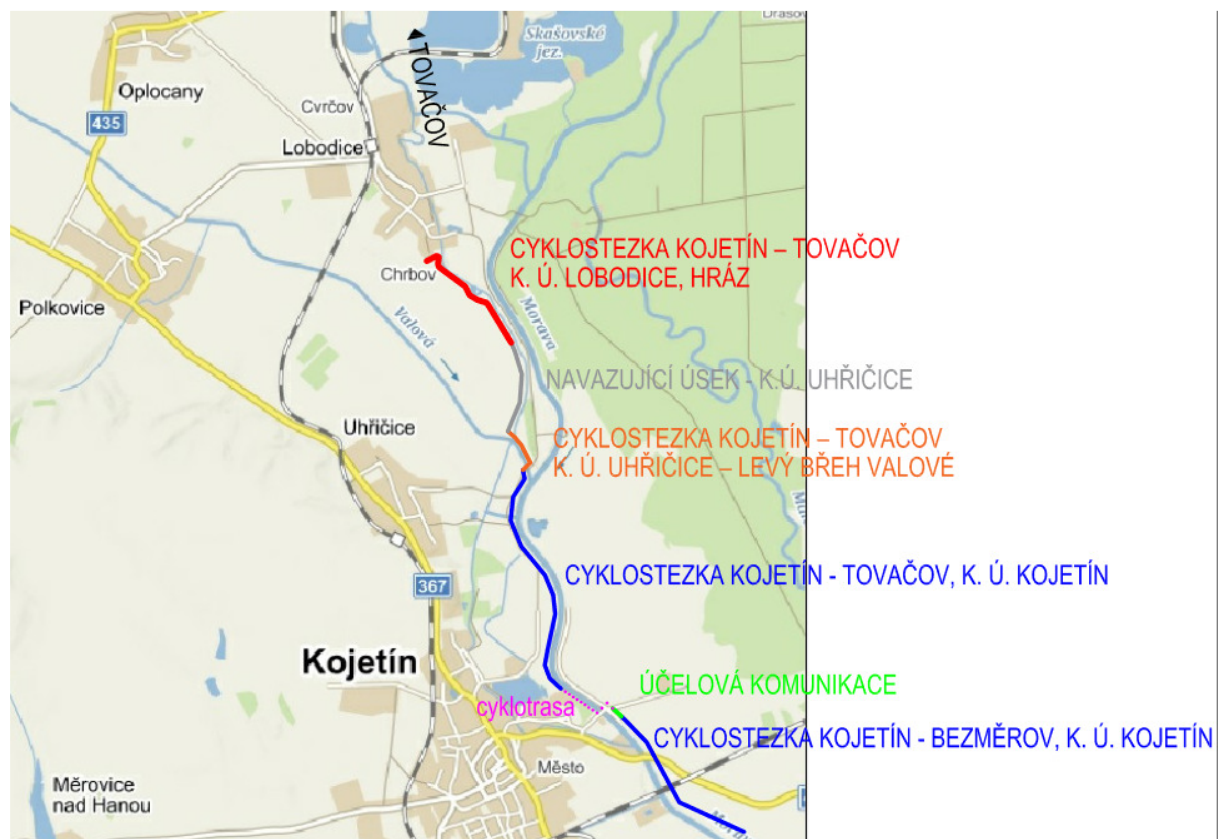 Skašovské
jez.
TOVAČOV
Oplocany
Cvrčov
435
Lobodice
CYKLOSTEZKA KOJETÍN – TOVAČOV
K. Ú. LOBODICE, HRÁZ
Chrbov
Polkovice
Valová
Morava
NAVAZUJÍCÍ ÚSEK - K.Ú. UHŘIČICE
Uhřičice
CYKLOSTEZKA KOJETÍN – TOVAČOV
K. Ú. UHŘIČICE – LEVÝ BŘEH VALOVÉ
CYKLOSTEZKA KOJETÍN - TOVAČOV, K. Ú. KOJETÍN
367
Kojetín
ÚČELOVÁ KOMUNIKACE
cyklotrasa
CYKLOSTEZKA KOJETÍN - BEZMĚROV, K. Ú. KOJETÍN
Město
Měrovice
nad Hanou